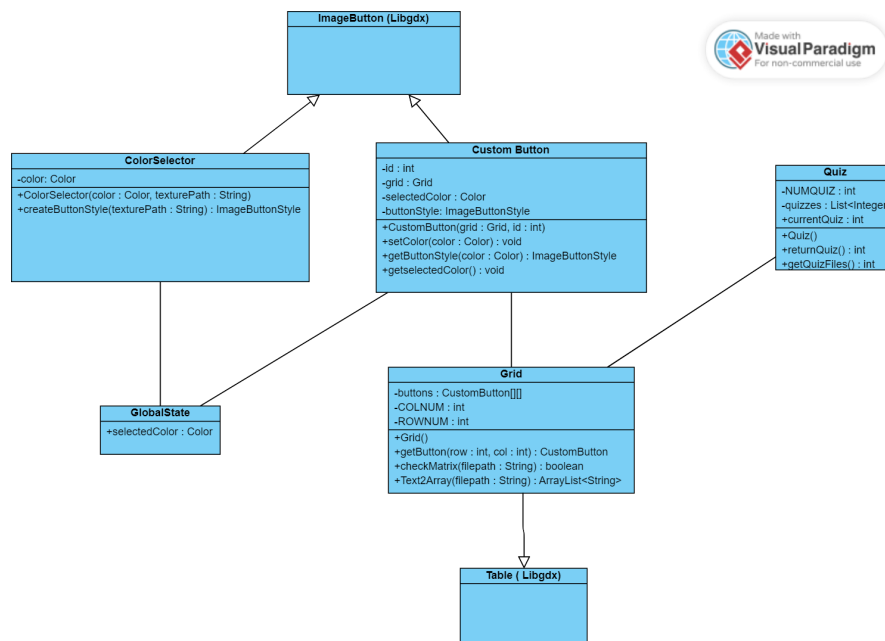 ImageButton (Libgdx)
Made with
VisualParadigm
For non-commercial use
ColorSelector
-color: Color
+ColorSelector(color : Color, texturePath : String)
+createButtonStyle(texturePath : String) : ImageButtonStyle
Custom Button
-id : int
-grid : Grid
-selectedColor : Color
-buttonStyle: ImageButtonStyle
+CustomButton(grid : Grid, id : int)
+setColor(color : Color) : void
+getButtonStyle(color : Color) : ImageButtonStyle
+getselectedColor() : void
Quiz
-NUMQUIZ : int
-quizzes : List<Integer
+currentQuiz : int
+Quiz()
+returnQuiz() : int
+getQuizFiles() : int
GlobalState
+selectedColor : Color
Grid
-buttons : CustomButton[][]
-COLNUM : int
-ROWNUM : int
+Grid()
+getButton(row : int, col : int) : CustomButton
+checkMatrix(filepath : String) : boolean
+Text2Array(filepath : String) : ArrayList<String>
Table ( Libgdx)